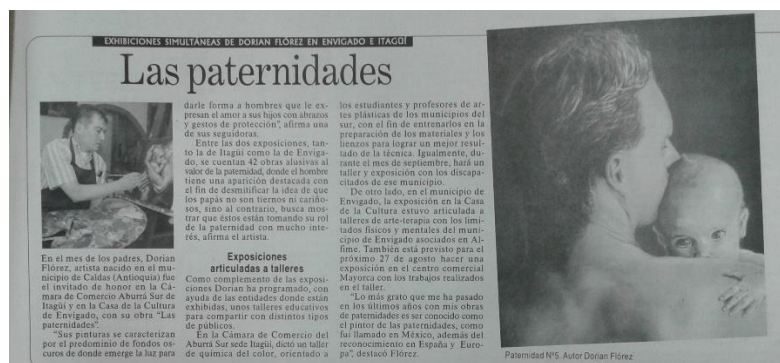 EXHIBICIONES SIMULTÁNEAS DE DORIAN FLÓREZ EN ENVIGADO E ITAGÜÍ
Las paternidades
En el mes de los padres, Dorian
Flórez, artista nacido en el mu-
nicipio de Caldas (Antioquia) fue
el invitado de honor en la Cá-
mara de Comercio Aburrá Sur de
Itagüí y en la Casa de la Cultura
de Envigado, con su obra “Las
paternidades”.
“Sus pinturas se caracterizan
por el predominio de fondos os-
curos de donde emerge la luz para
darle forma a hombres que le ex-
presan el amor a sus hijos con abrazos
y gestos de protección”, afirma una
de sus seguidoras.
Entre las dos exposiciones, tan-
to la de Itagüí como la de Enviga-
do, se cuentan 42 obras alusivas al
valor de la paternidad, donde el hombre
tiene una aparición destacada con
el fin de desmitificar la idea de que
los papás no son tiernos ni cariño-
sos, sino al contrario, busca mos-
trar que éstos están tomando su rol
de la paternidad con mucho inte-
rés, afirma el artista.
Exposiciones
articuladas a talleres
Como complemento de las exposi-
ciones Dorian ha programado, con
ayuda de las entidades donde están
exhibidas, unos talleres educativos
para compartir con distintos tipos
de públicos.
En la Cámara de Comercio del
Aburrá Sur sede Itagüí, dictó un taller
de química del color, orientado a
los estudiantes y profesores de ar-
tes plásticas de los municipios del
sur, con el fin de entrenarlos en la
preparación de los materiales y los
lienzos para lograr un mejor resul-
tado de la técnica. Igualmente, du-
rante el mes de septiembre, hará un
taller y exposición con los discapa-
citados de ese municipio.
De otro lado, en el municipio de
Envigado, la exposición en la Casa
de la Cultura estuvo articulada a
talleres de arte-terapia con los li-
mitados físicos y mentales del muni-
cipio de Envigado asociados en Al-
fime. También está previsto para el
próximo 27 de agosto hacer una
exposición en el centro comercial
Mayorca con los trabajos realizados
en el taller.
“Lo más grato que me ha pasado
en los últimos años con mis obras
de paternidades es ser conocido como
el pintor de las paternidades, como
fui llamado en México, además del
reconocimiento en España y Euro-
pa”, destacó Flórez.
Paternidad Nº5. Autor Dorian Flórez